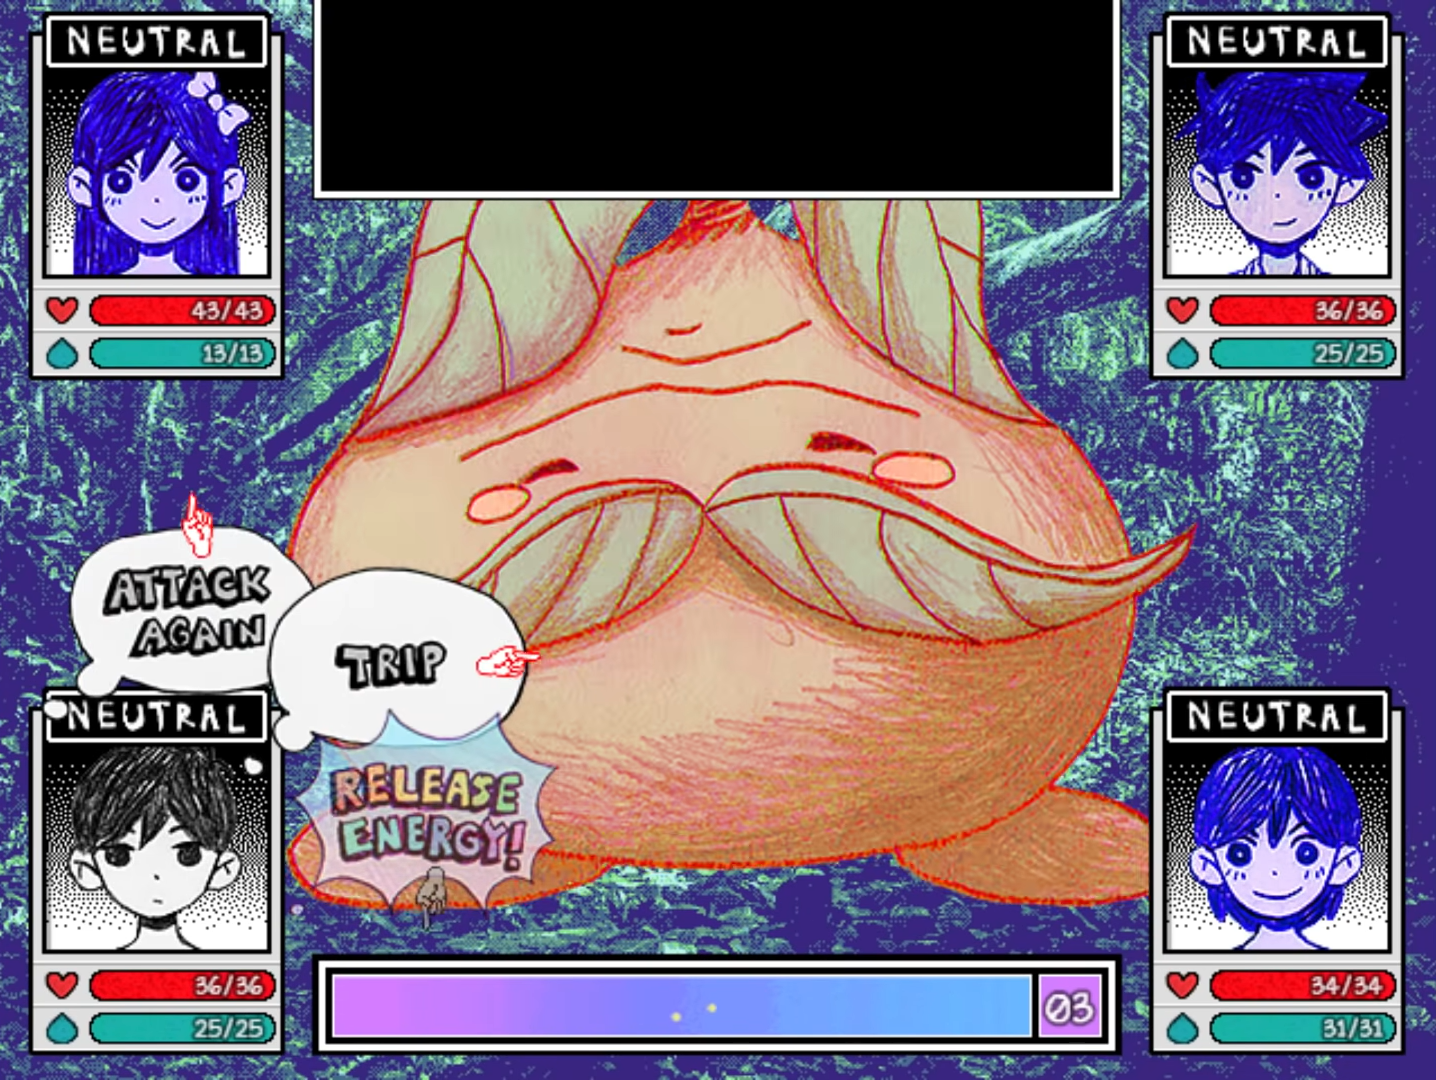 NEUTRAL
43/43
13/13
NEUTRAL
36/36
25/25
ATTACK
AGAIN
TRIP
RELEASE
ENERGY!
NEUTRAL
36/36
25/25
03
NEUTRAL
34/34
31/31